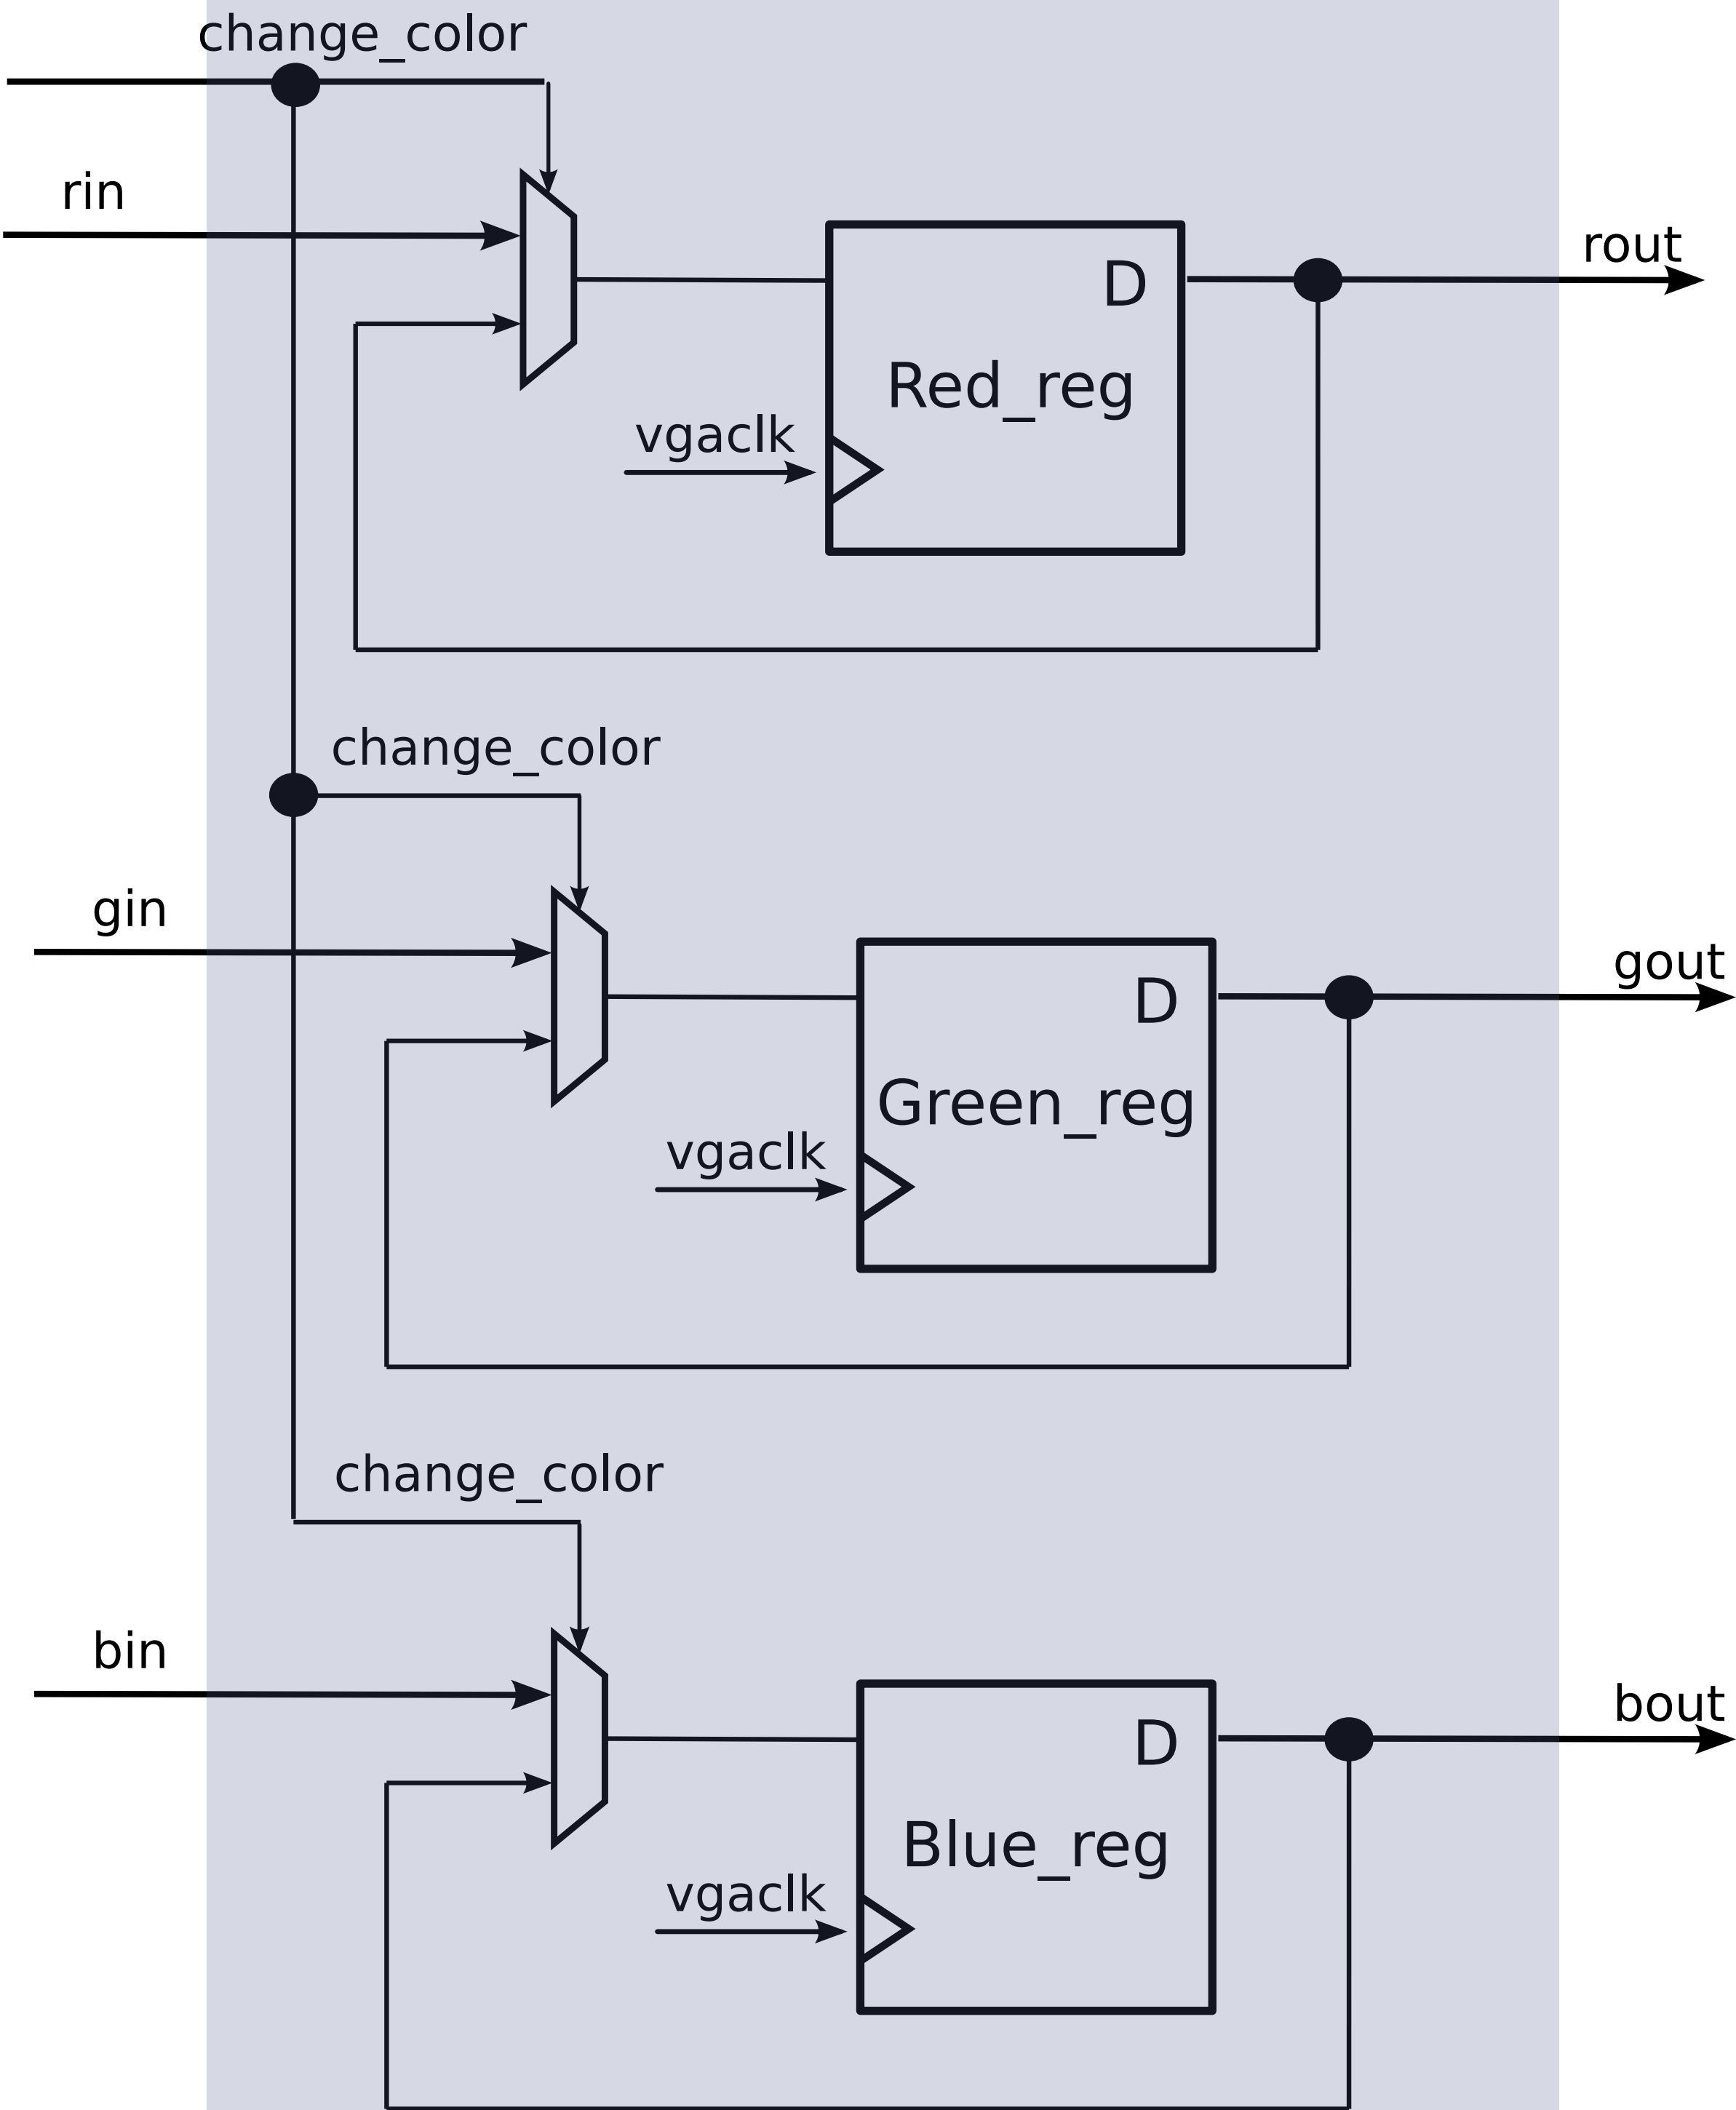 change_color
rin
rout
D
Red_reg
vgaclk
change_color
gin
gout
D
Green_reg
vgaclk
change_color
bin
bout
D
Blue_reg
vgaclk